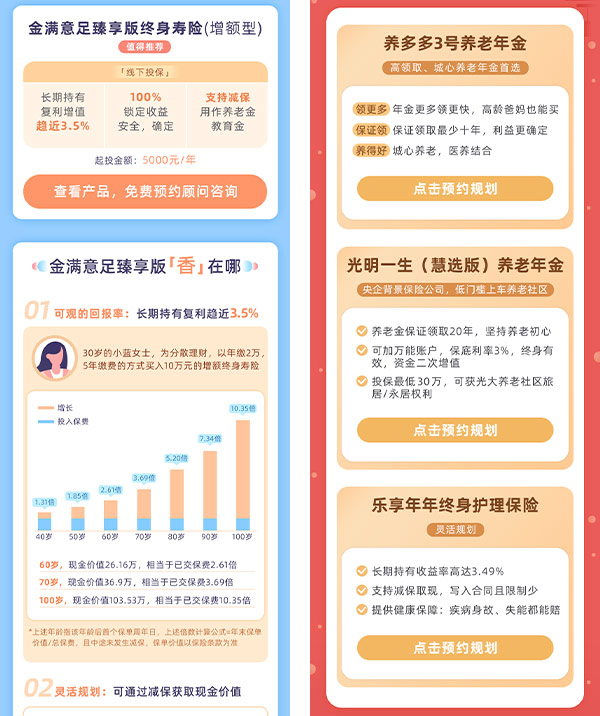 金满意足臻享版终身寿险(增额型)
值得推荐
「线下投保」
长期持有
复利增值
趋近3.5%
100%
锁定收益
安全，确定
支持减保
用作养老金
教育金
起投金额：5000元/年
查看产品，免费预约顾问咨询
金满意足臻享版「香」在哪
01 可观的回报率：长期持有复利趋近3.5%
30岁的小蓝女士，为分散理财，以年缴2万，
5年缴费的方式买入10万元的增额终身寿险
增长
投入保费
1.31倍
1.85倍
2.61倍
3.69倍
5.20倍
7.34倍
10.35倍
40岁 50岁 60岁 70岁 80岁 90岁 100岁
60岁，现金价值26.16万，相当于已交保费2.61倍
70岁，现金价值36.9万，相当于已交保费3.69倍
100岁，现金价值103.53万，相当于已交保费10.35倍
*上述年龄指该年龄后首个保单周年日，上述倍数计算公式=年末保单
价值/总保费，且中途未发生减保，保单价值以保险条款为准
02 灵活规划：可通过减保获取现金价值
养多多3号养老年金
高领取、城心养老年金首选
领更多 年金更多领更快，高龄爸妈也能买
保证领 保证领取最少十年，利益更确定
养得好 城心养老，医养结合
点击预约规划
光明一生（慧选版）养老年金
央企背景保险公司，低门槛上车养老社区
养老金保证领取20年，坚持养老初心
可加万能账户，保底利率3%，终身有
效，资金二次增值
投保最低30万，可获光大养老社区旅
居/永居权利
点击预约规划
乐享年年终身护理保险
灵活规划
长期持有收益率高达3.49%
支持减保取现，写入合同且限制少
提供健康保障：疾病身故、失能都能赔
点击预约规划